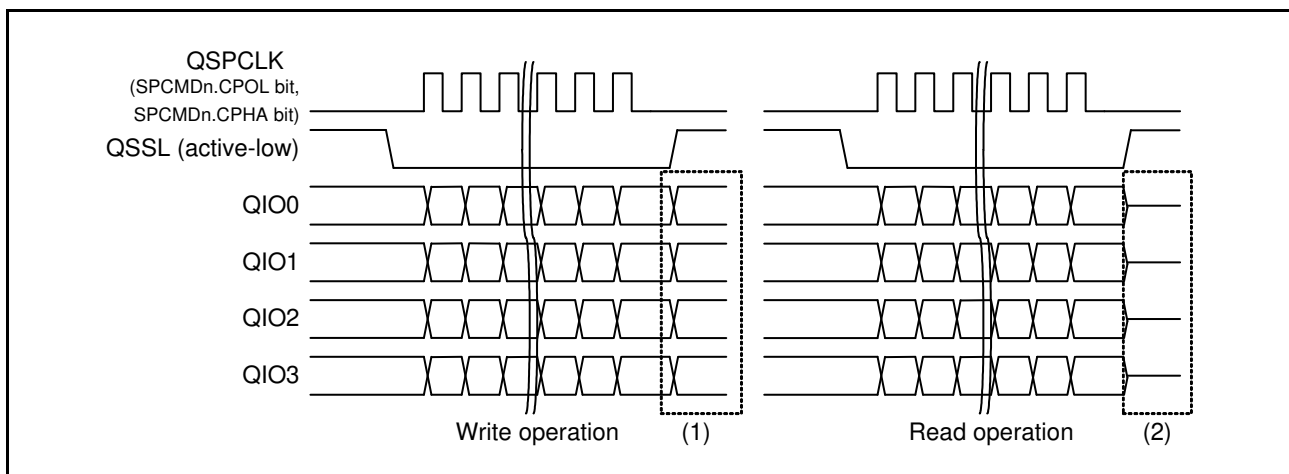 QSPCLK
(SPCMDn.CPOL bit,
SPCMDn.CPHA bit)
QSSL (active-low)
QIO0
QIO1
QIO2
QIO3
Write operation (1) Read operation (2)